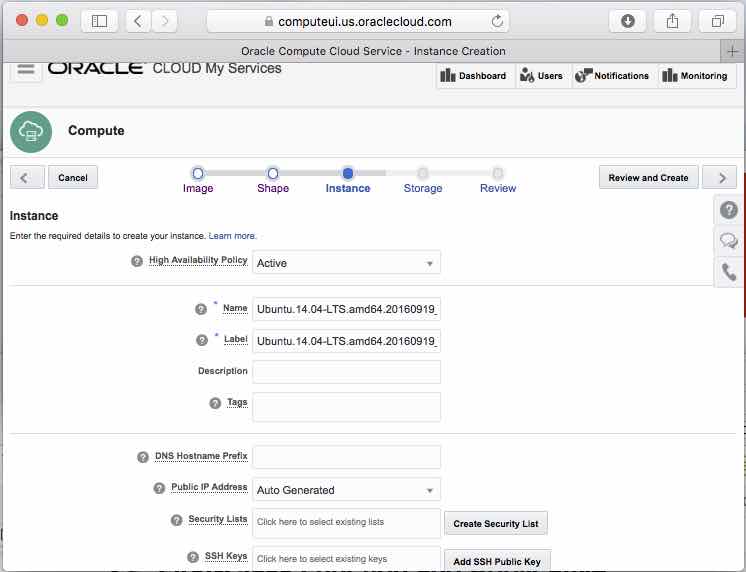 computeui.us.oraclecloud.com
Oracle Compute Cloud Service - Instance Creation
ORACLE CLOUD My Services
Dashboard Users Notifications Monitoring
Compute
Cancel
Image Shape Instance Storage Review
Review and Create
Instance
Enter the required details to create your instance. Learn more.
High Availability Policy Active
* Name Ubuntu.14.04-LTS.amd64.20160919_
* Label Ubuntu.14.04-LTS.amd64.20160919_
Description
Tags
DNS Hostname Prefix
Public IP Address Auto Generated
Security Lists Click here to select existing lists Create Security List
SSH Keys Click here to select existing keys Add SSH Public Key